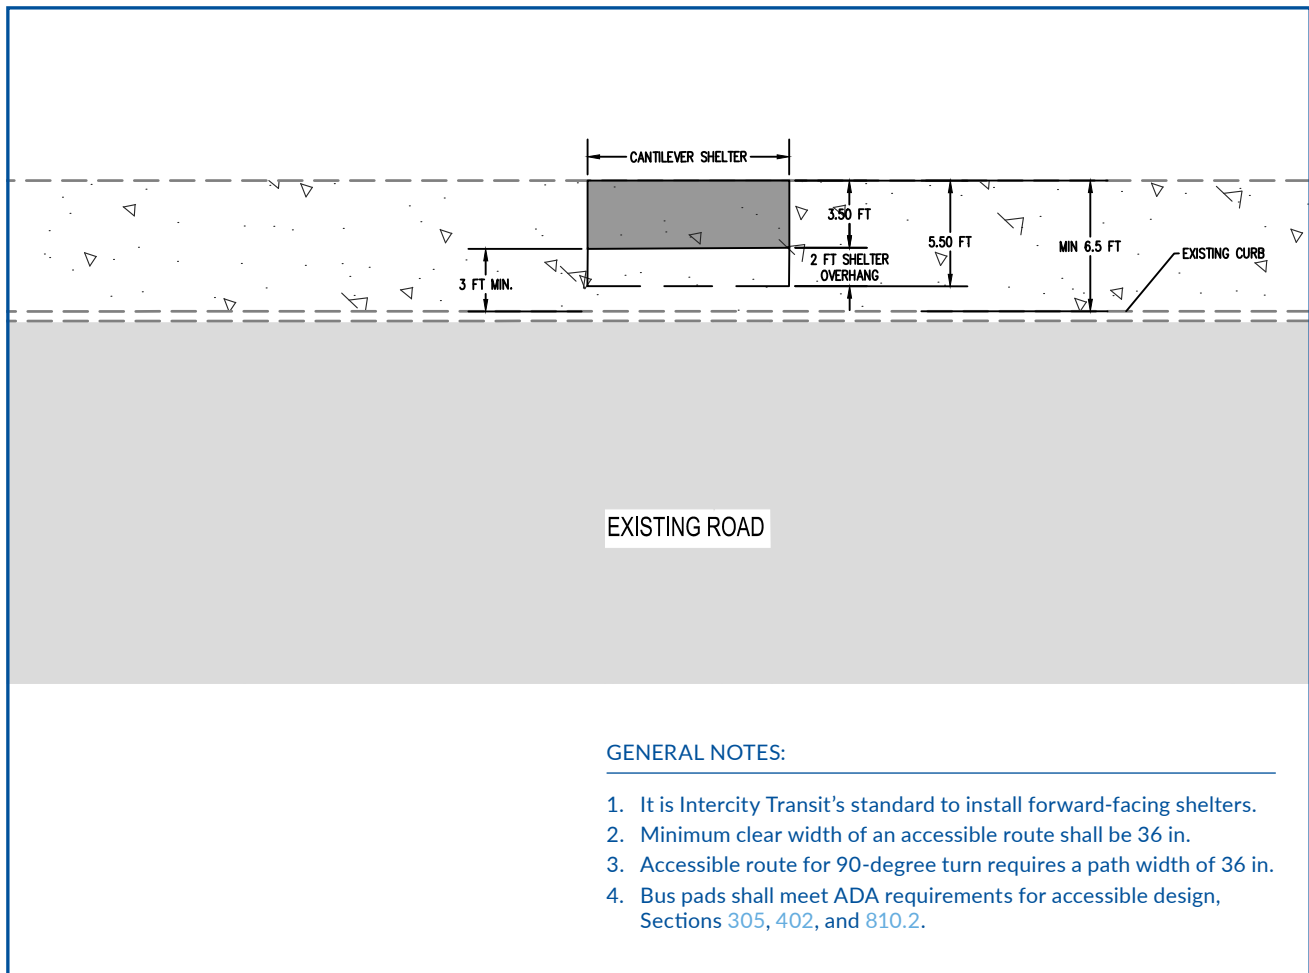 CANTILEVER SHELTER
3.50 FT
5.50 FT
MIN 6.5 FT
EXISTING CURB
2 FT SHELTER
OVERHANG
3 FT MIN.
EXISTING ROAD
GENERAL NOTES:
1. It is Intercity Transit’s standard to install forward-facing shelters.
2. Minimum clear width of an accessible route shall be 36 in.
3. Accessible route for 90-degree turn requires a path width of 36 in.
4. Bus pads shall meet ADA requirements for accessible design,
Sections 305, 402, and 810.2.